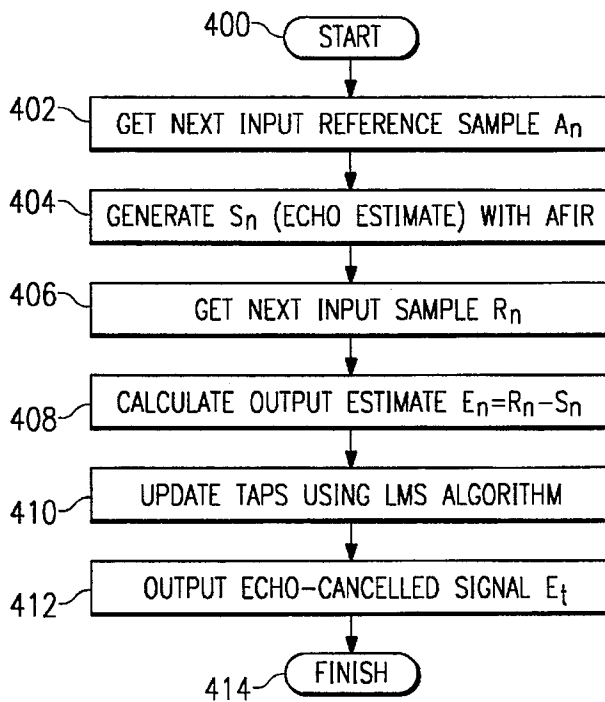 400 START
402 GET NEXT INPUT REFERENCE SAMPLE An
404 GENERATE Sn (ECHO ESTIMATE) WITH AFIR
406 GET NEXT INPUT SAMPLE Rn
408 CALCULATE OUTPUT ESTIMATE En=Rn-Sn
410 UPDATE TAPS USING LMS ALGORITHM
412 OUTPUT ECHO-CANCELLED SIGNAL Et
414 FINISH